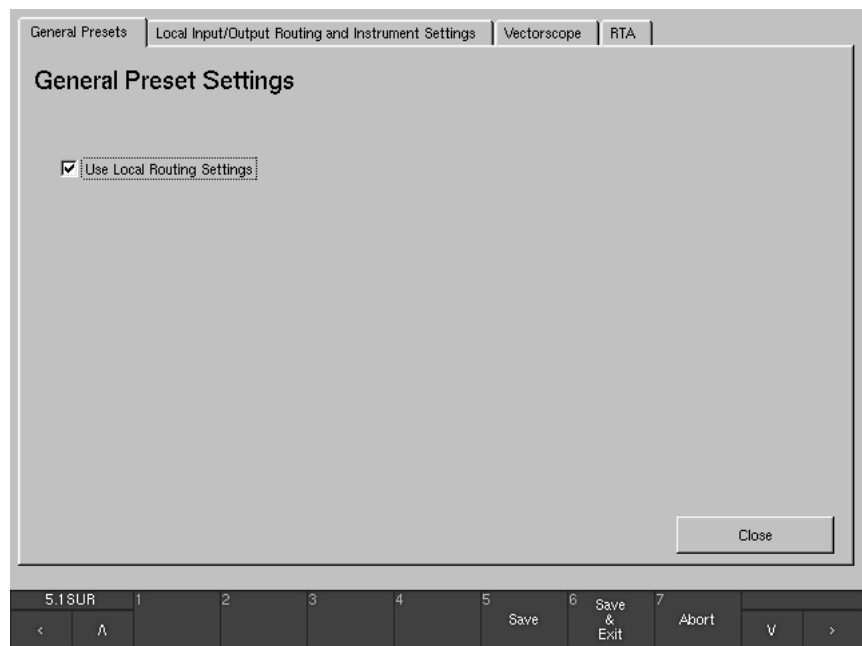 General Presets Local Input/Output Routing and Instrument Settings Vectorscope RTA
General Preset Settings
Use Local Routing Settings
Close
5.1SUR 1 2 3 4 5 Save 6 Save & Exit 7 Abort
< Λ V >